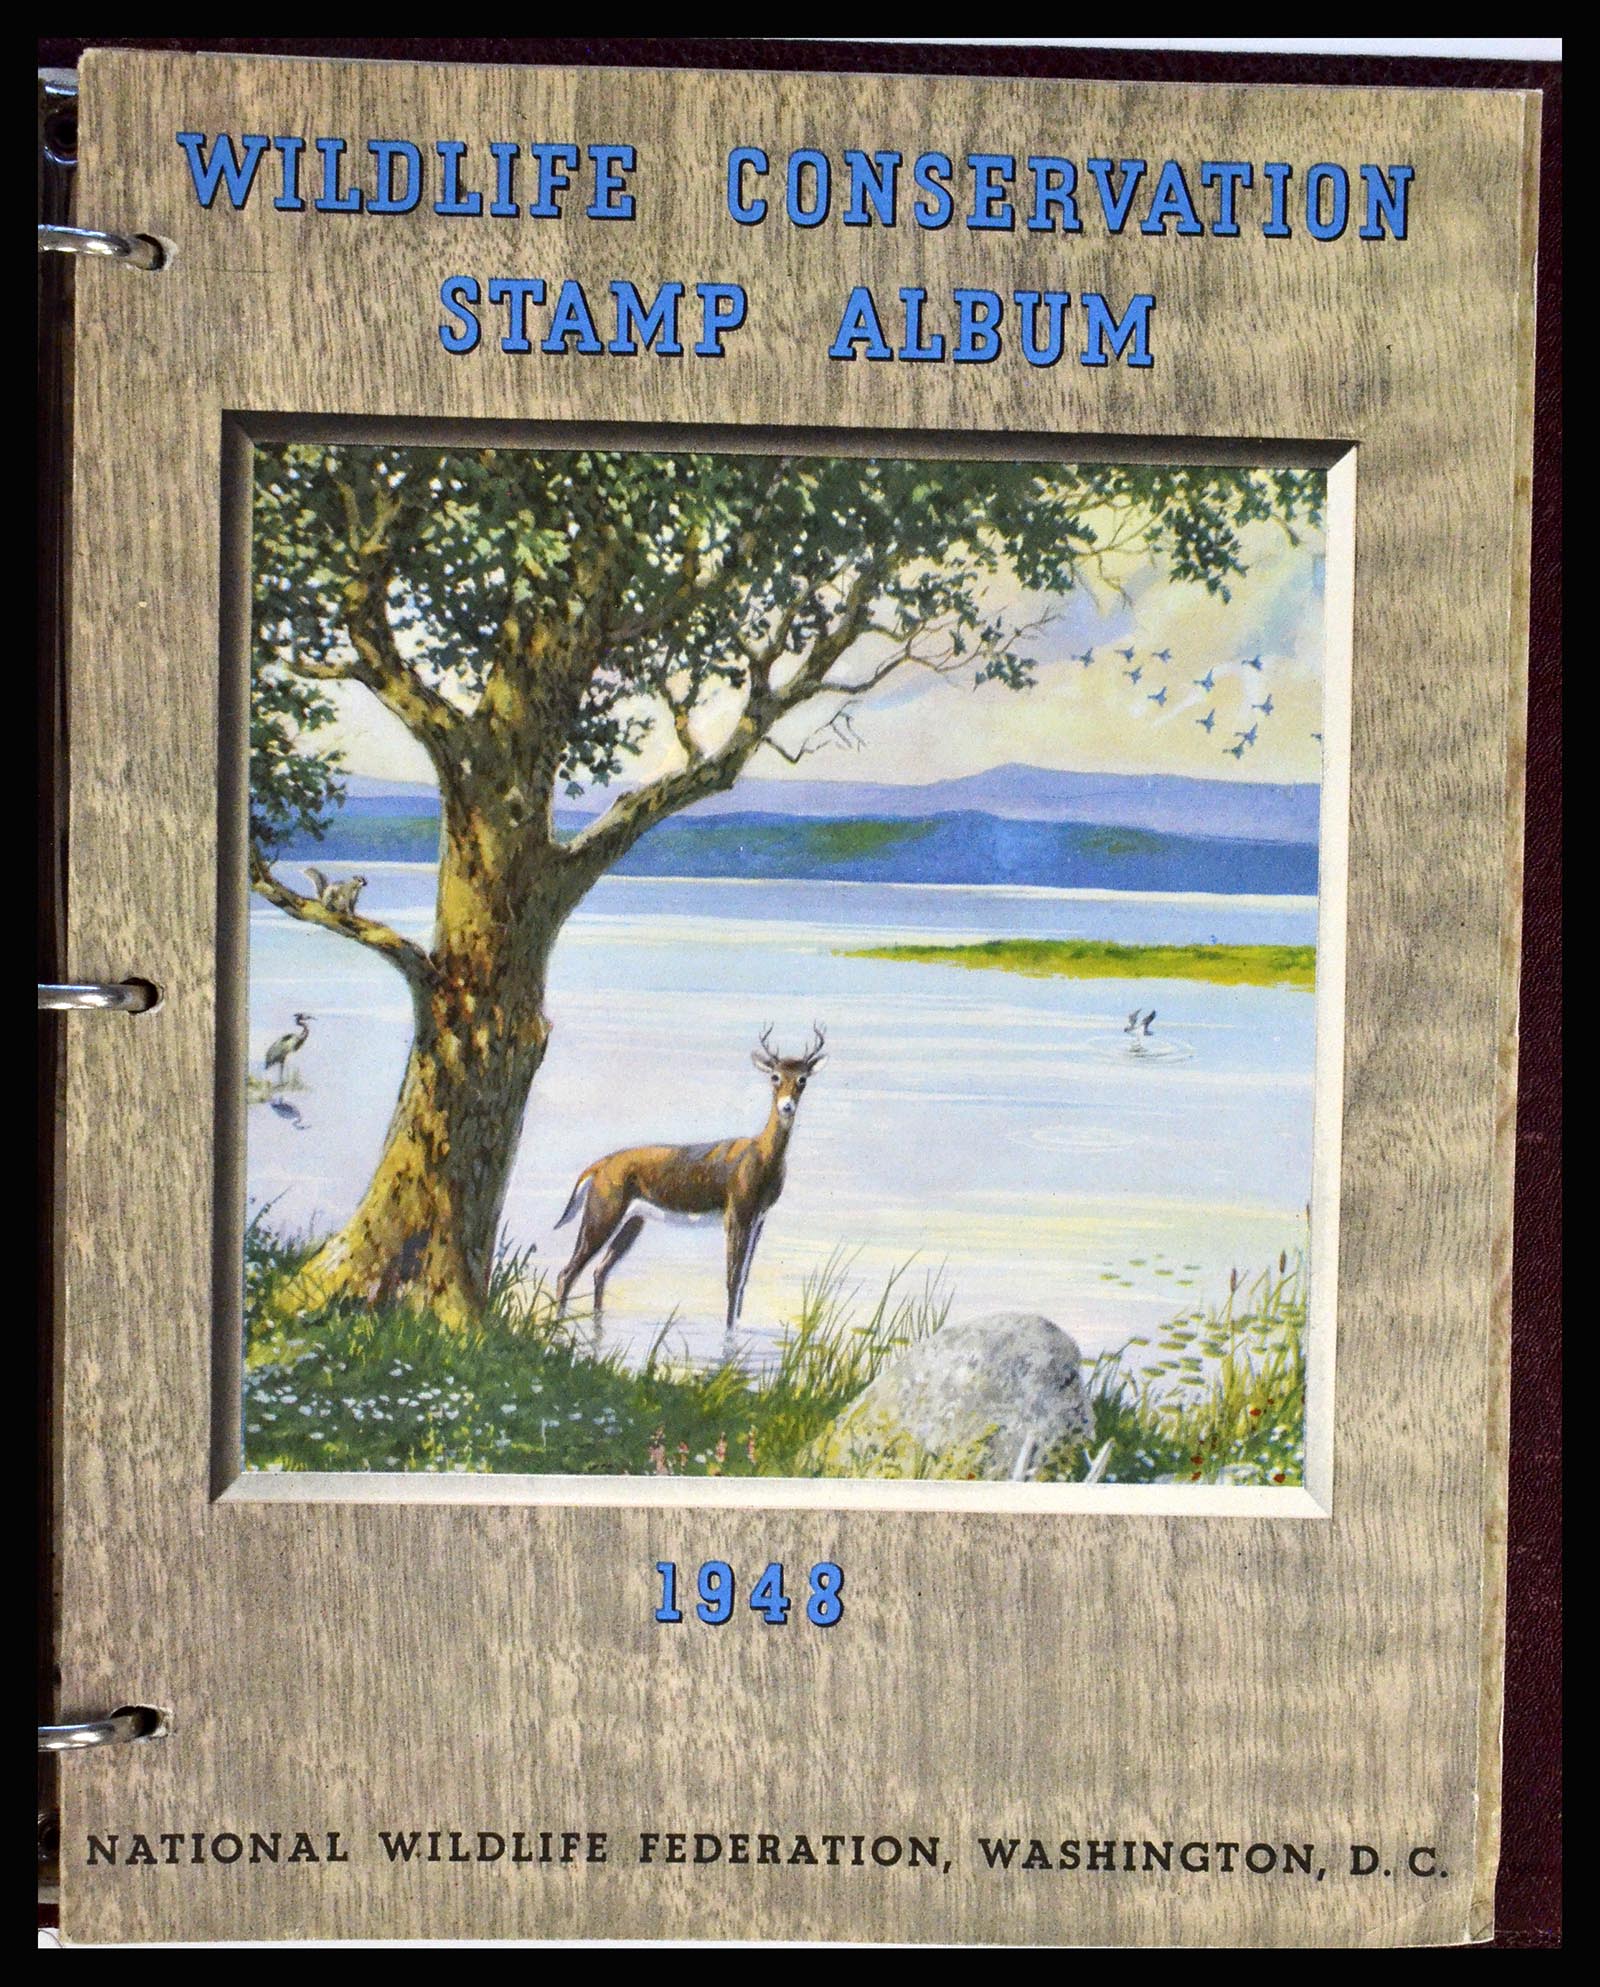 WILDLIFE CONSERVATION
STAMP ALBUM
1948
NATIONAL WILDLIFE FEDERATION, WASHINGTON, D. C.